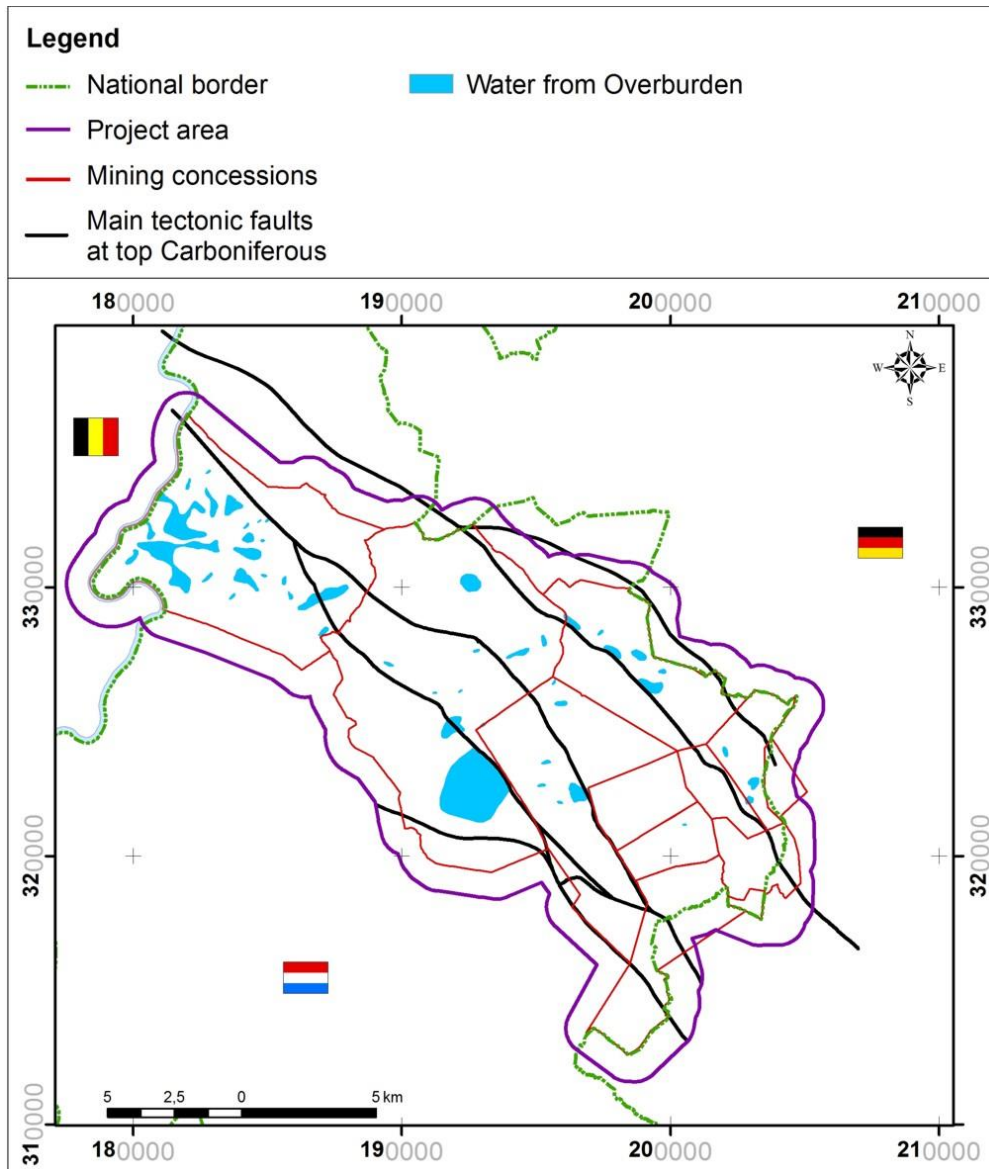 Legend
National border
Water from Overburden
Project area
Mining concessions
Main tectonic faults
at top Carboniferous
180000 190000 200000 210000
N
W E
S
330000 330000
320000 320000
5 2,5 0 5 km
310000 310000
180000 190000 200000 210000